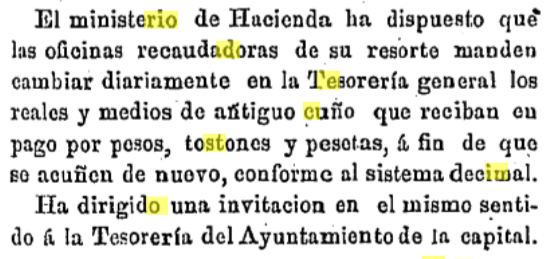 El ministerio de Hacienda ha dispuesto que
las oficinas recaudadoras de su resorte manden
cambiar diariamente en la Tesorería general los
reales y medios de antiguo cuño que reciban en
pago por pesos, tostones y pesetas, á fin de que
se acuñen de nuevo, conforme al sistema decimal.
Ha dirigido una invitacion en el mismo senti-
do á la Tesorería del Ayuntamiento de la capital.